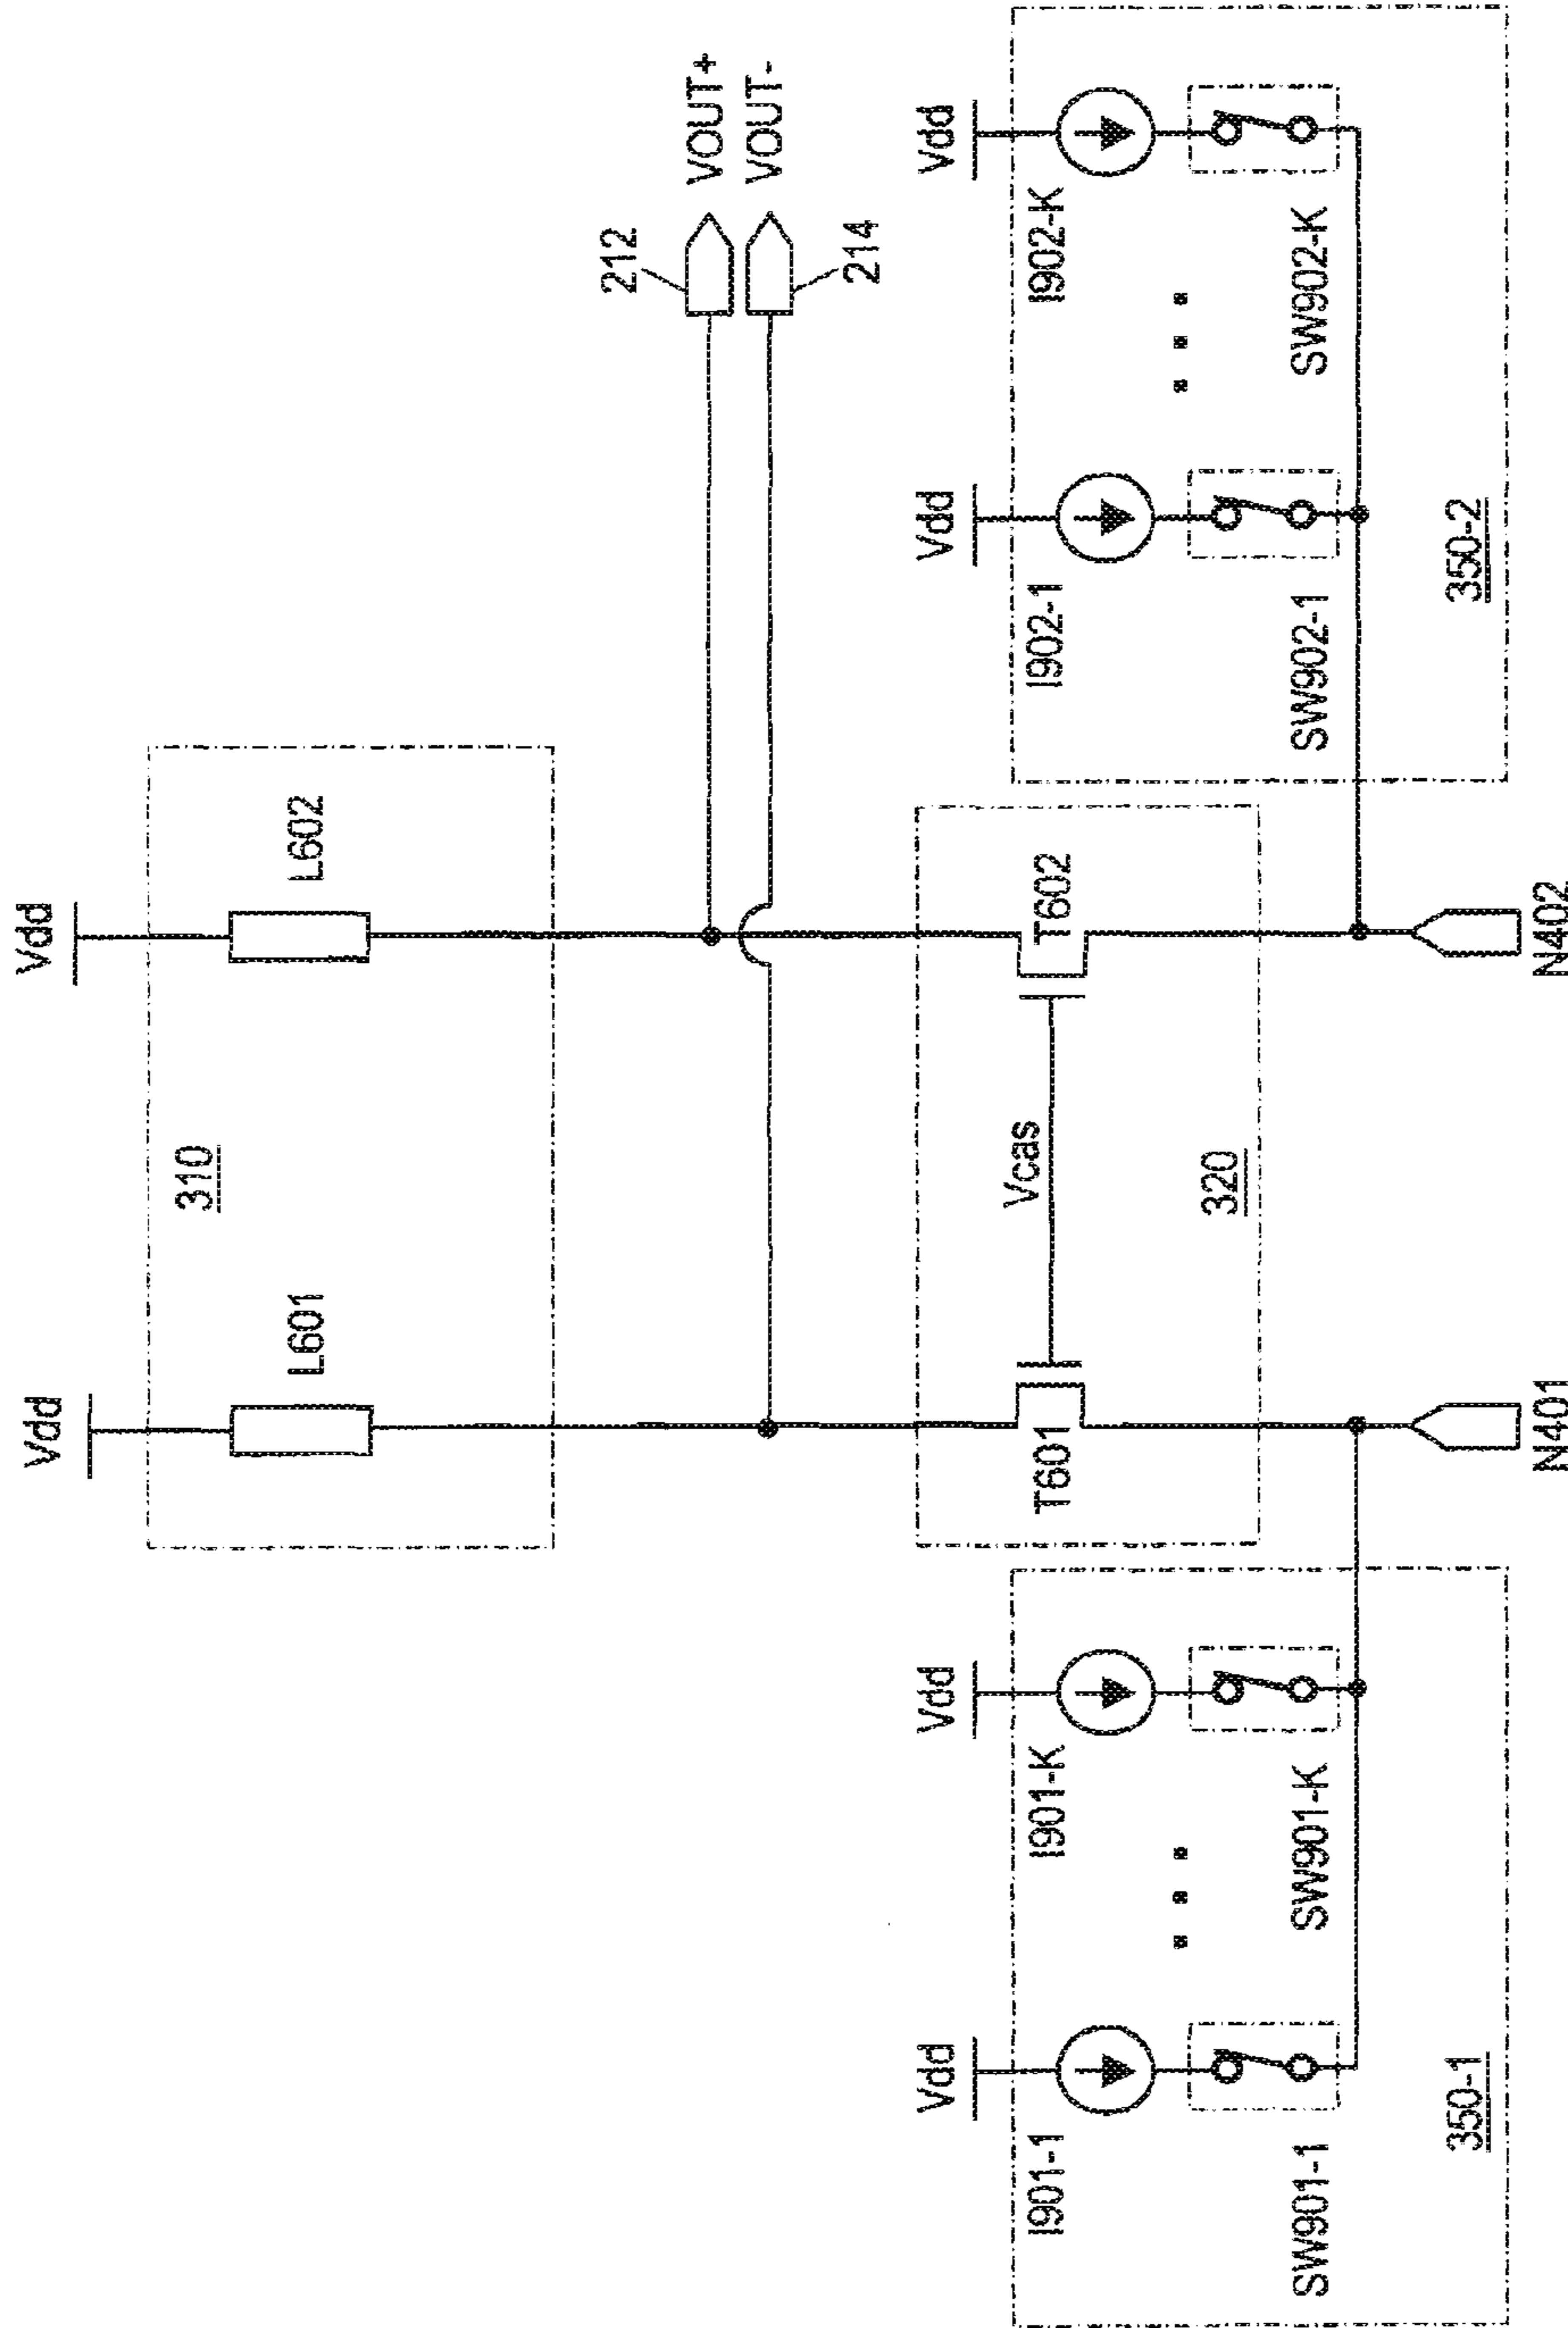 Vdd
Vdd
L601
L602
310
212
VOUT+
VOUT-
214
Vdd
Vdd
Vdd
Vdd
I901-1
I901-K
T601
Vcas
T602
I902-1
I902-K
320
SW901-1
SW901-K
SW902-1
SW902-K
350-1
350-2
N401
N402